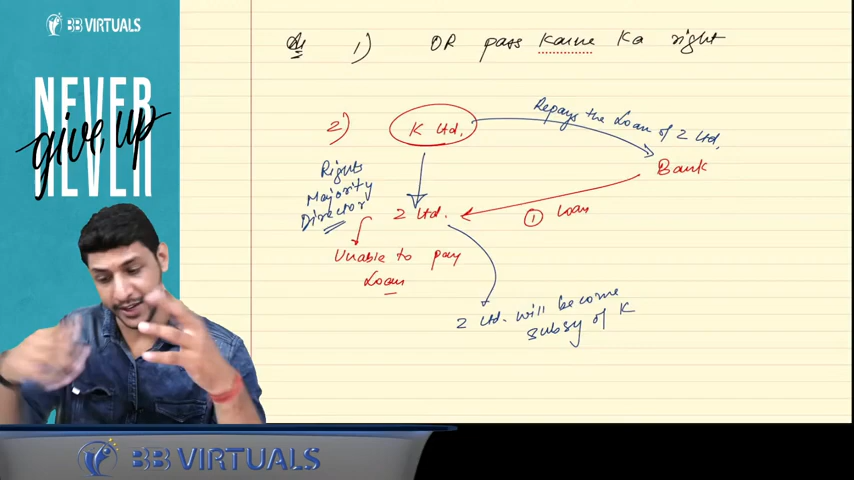 BB VIRTUALS
NEVER
give up
NEVER
Qs 1) OR pass Karne Ka right
2) K Ltd.
Repays the Loan of Z Ltd.
Bank
Rights
Majority
Director
Z Ltd.
① Loan
Unable to pay
Loan
Z Ltd. will become
subsy of K
BB VIRTUALS